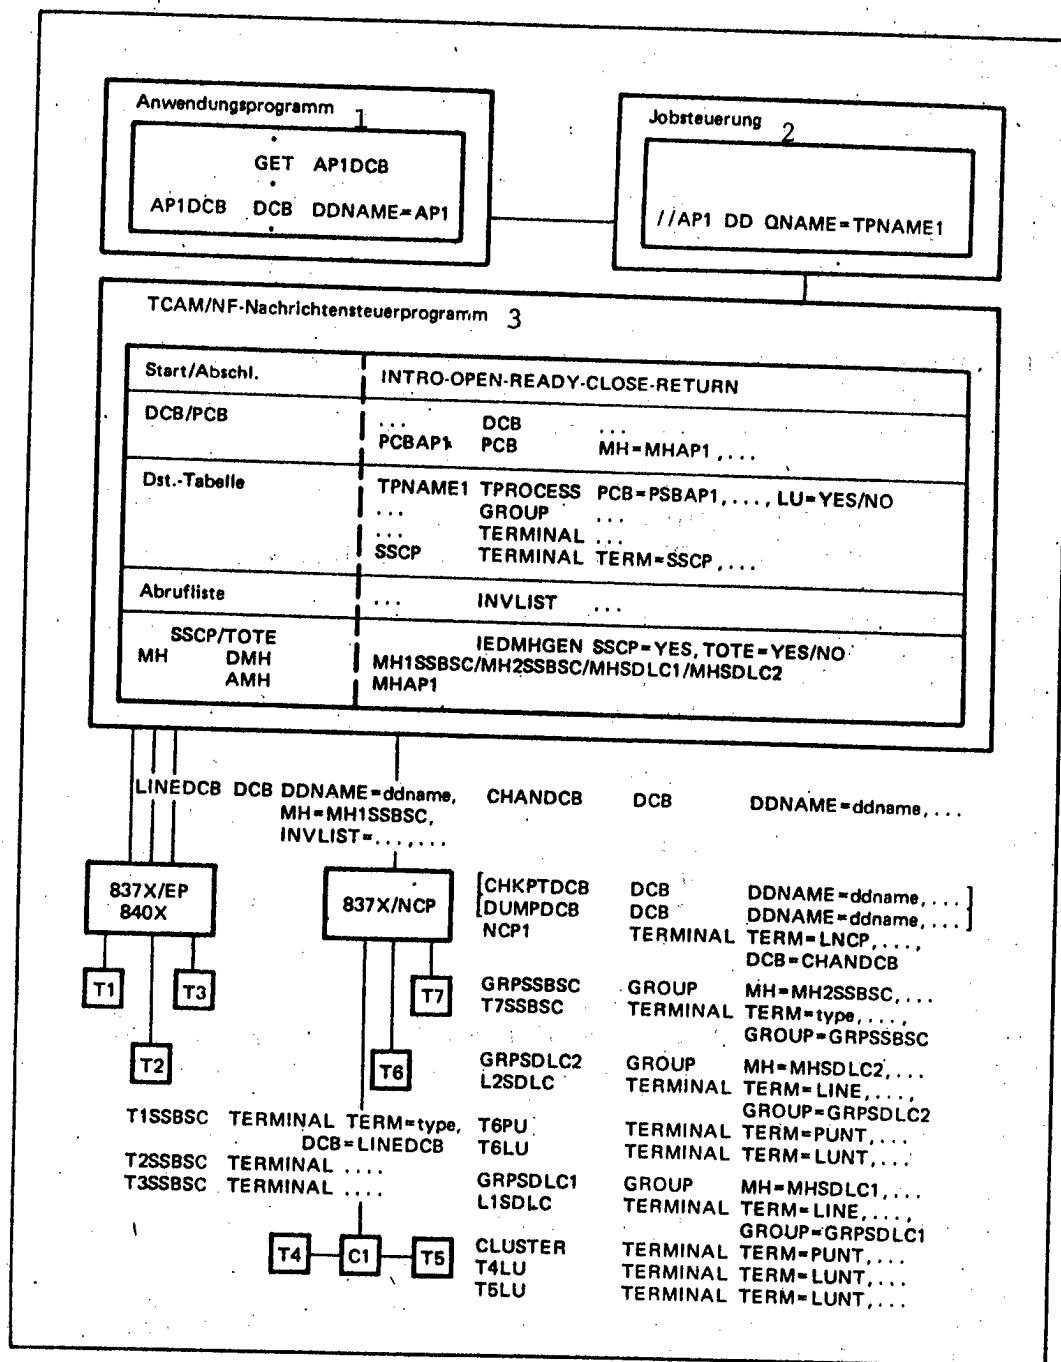 Anwendungsprogramm 1
GET AP1DCB
AP1DCB DCB DDNAME=AP1
Jobsteuerung 2
//AP1 DD QNAME=TPNAME1
TCAM/NF-Nachrichtensteuerprogramm 3
Start/Abschl. INTRO-OPEN-READY-CLOSE-RETURN
DCB/PCB ... DCB ...
PCBAP1 PCB MH=MHAP1,...
Dst.-Tabelle TPNAME1 TPROCESS PCB=PSBAP1,...., LU=YES/NO
... GROUP ...
... TERMINAL ...
SSCP TERMINAL TERM=SSCP,...
Abrufliste ... INVLIST ...
SSCP/TOTE IEDMHGEN SSCP=YES, TOTE=YES/NO
MH DMH MH1SSBSC/MH2SSBSC/MHSDLC1/MHSDLC2
AMH MHAP1
LINEDCB DCB DDNAME=ddname,
MH=MH1SSBSC,
INVLIST=...,...
CHANDCB DCB DDNAME=ddname,...
837X/EP
840X
837X/NCP
[CHKPTDCB DCB DDNAME=ddname,...]
[DUMPDCB DCB DDNAME=ddname,...]
NCP1 TERMINAL TERM=LNCP,....,
DCB=CHANDCB
T1
T3
T7
GRPSSBSC GROUP MH=MH2SSBSC,...
T7SSBSC TERMINAL TERM=type,....,
GROUP=GRPSSBSC
T2
T6
GRPSDLC2 GROUP MH=MHSDLC2,...
L2SDLC TERMINAL TERM=LINE,....,
GROUP=GRPSDLC2
T6PU TERMINAL TERM=PUNT,...
T6LU TERMINAL TERM=LUNT,...
T1SSBSC TERMINAL TERM=type,
DCB=LINEDCB
T2SSBSC TERMINAL ....
T3SSBSC TERMINAL ....
GRPSDLC1 GROUP MH=MHSDLC1,...
L1SDLC TERMINAL TERM=LINE,....,
GROUP=GRPSDLC1
T4
C1
T5
CLUSTER TERMINAL TERM=PUNT,...
T4LU TERMINAL TERM=LUNT,...
T5LU TERMINAL TERM=LUNT,...